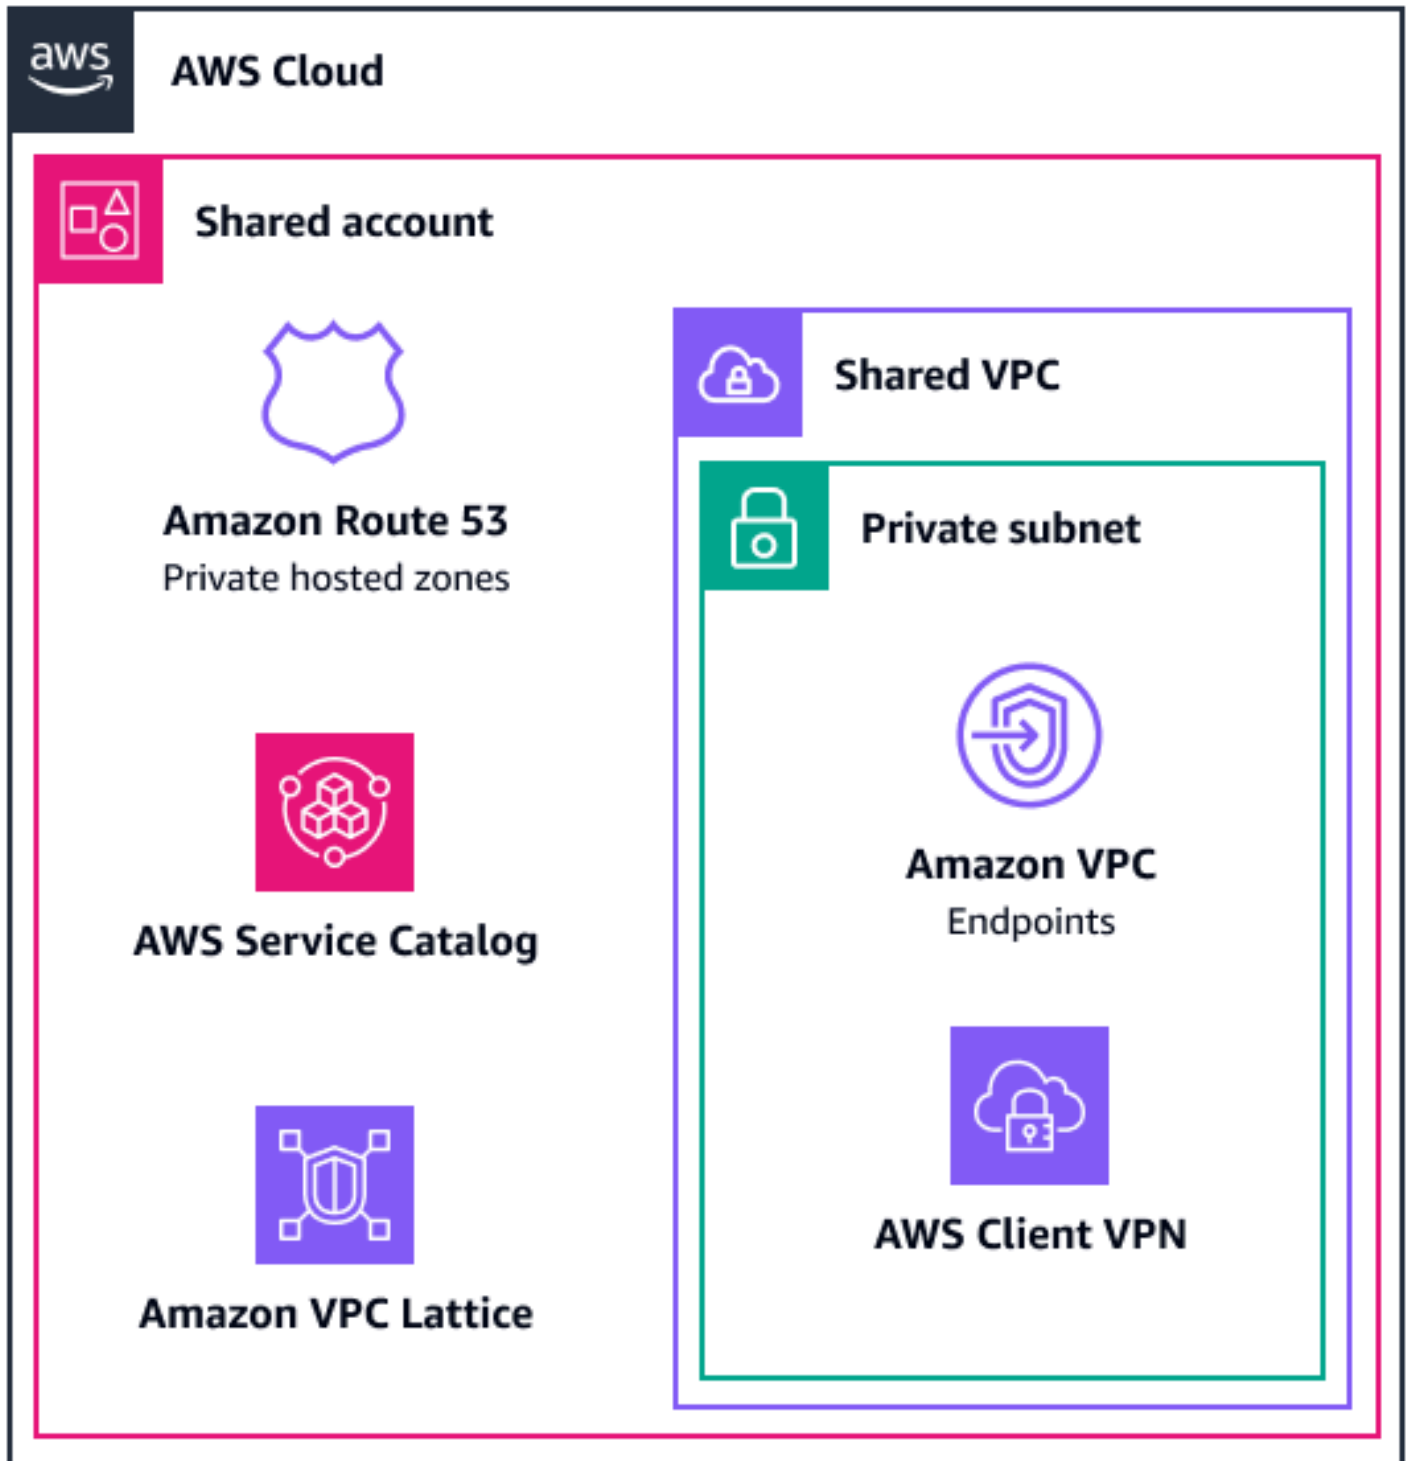 aws
AWS Cloud
Shared account
Amazon Route 53
Private hosted zones
AWS Service Catalog
Amazon VPC Lattice
Shared VPC
Private subnet
Amazon VPC
Endpoints
AWS Client VPN